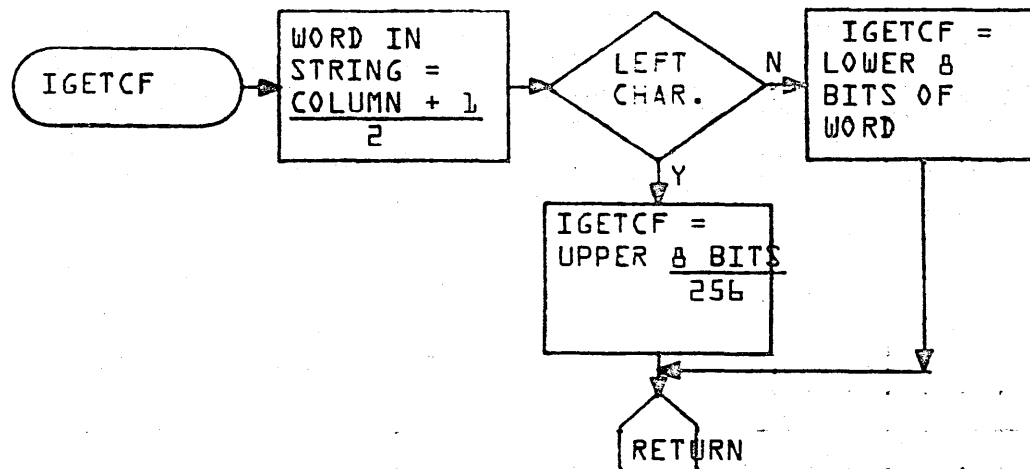 IGETCF
WORD IN
STRING =
COLUMN + 1
2
LEFT
CHAR.
N
IGETCF =
LOWER 8
BITS OF
WORD
Y
IGETCF =
UPPER 8 BITS
256
RETURN